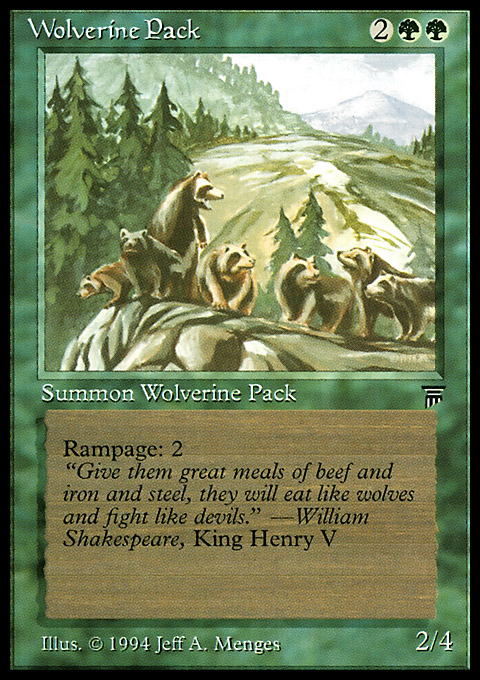 Wolverine Pack 2
Summon Wolverine Pack
Rampage: 2
“Give them great meals of beef and
iron and steel, they will eat like wolves
and fight like devils.” —William
Shakespeare, King Henry V
Illus. © 1994 Jeff A. Menges 2/4